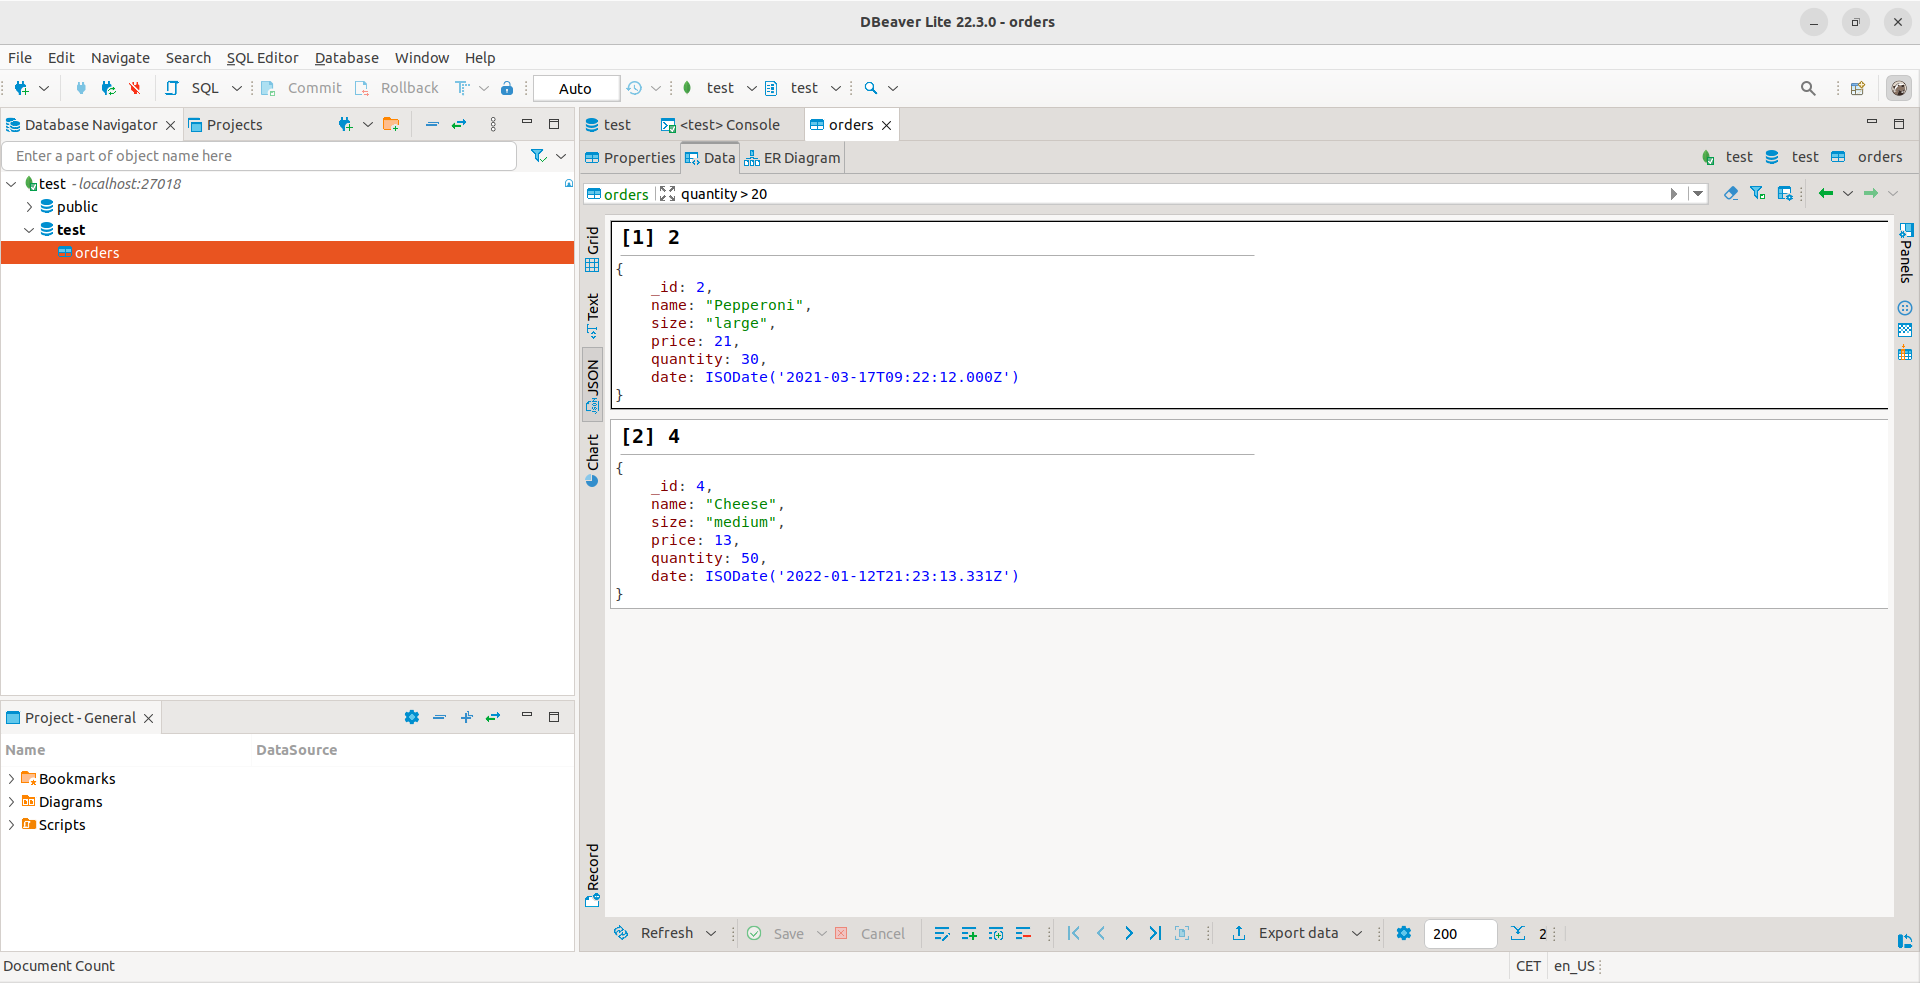 DBeaver Lite 22.3.0 - orders
File Edit Navigate Search SQL Editor Database Window Help
SQL Commit Rollback Auto test test
Database Navigator Projects
Enter a part of object name here
test - localhost:27018
public
test
orders
Project - General
Name DataSource
Bookmarks
Diagrams
Scripts
test <test> Console orders
Properties Data ER Diagram test test orders
orders quantity > 20
Grid
Text
JSON
Chart
Record
[1] 2
{
_id: 2,
name: "Pepperoni",
size: "large",
price: 21,
quantity: 30,
date: ISODate('2021-03-17T09:22:12.000Z')
}
[2] 4
{
_id: 4,
name: "Cheese",
size: "medium",
price: 13,
quantity: 50,
date: ISODate('2022-01-12T21:23:13.331Z')
}
Panels
Refresh Save Cancel Export data 200 2
Document Count CET en_US